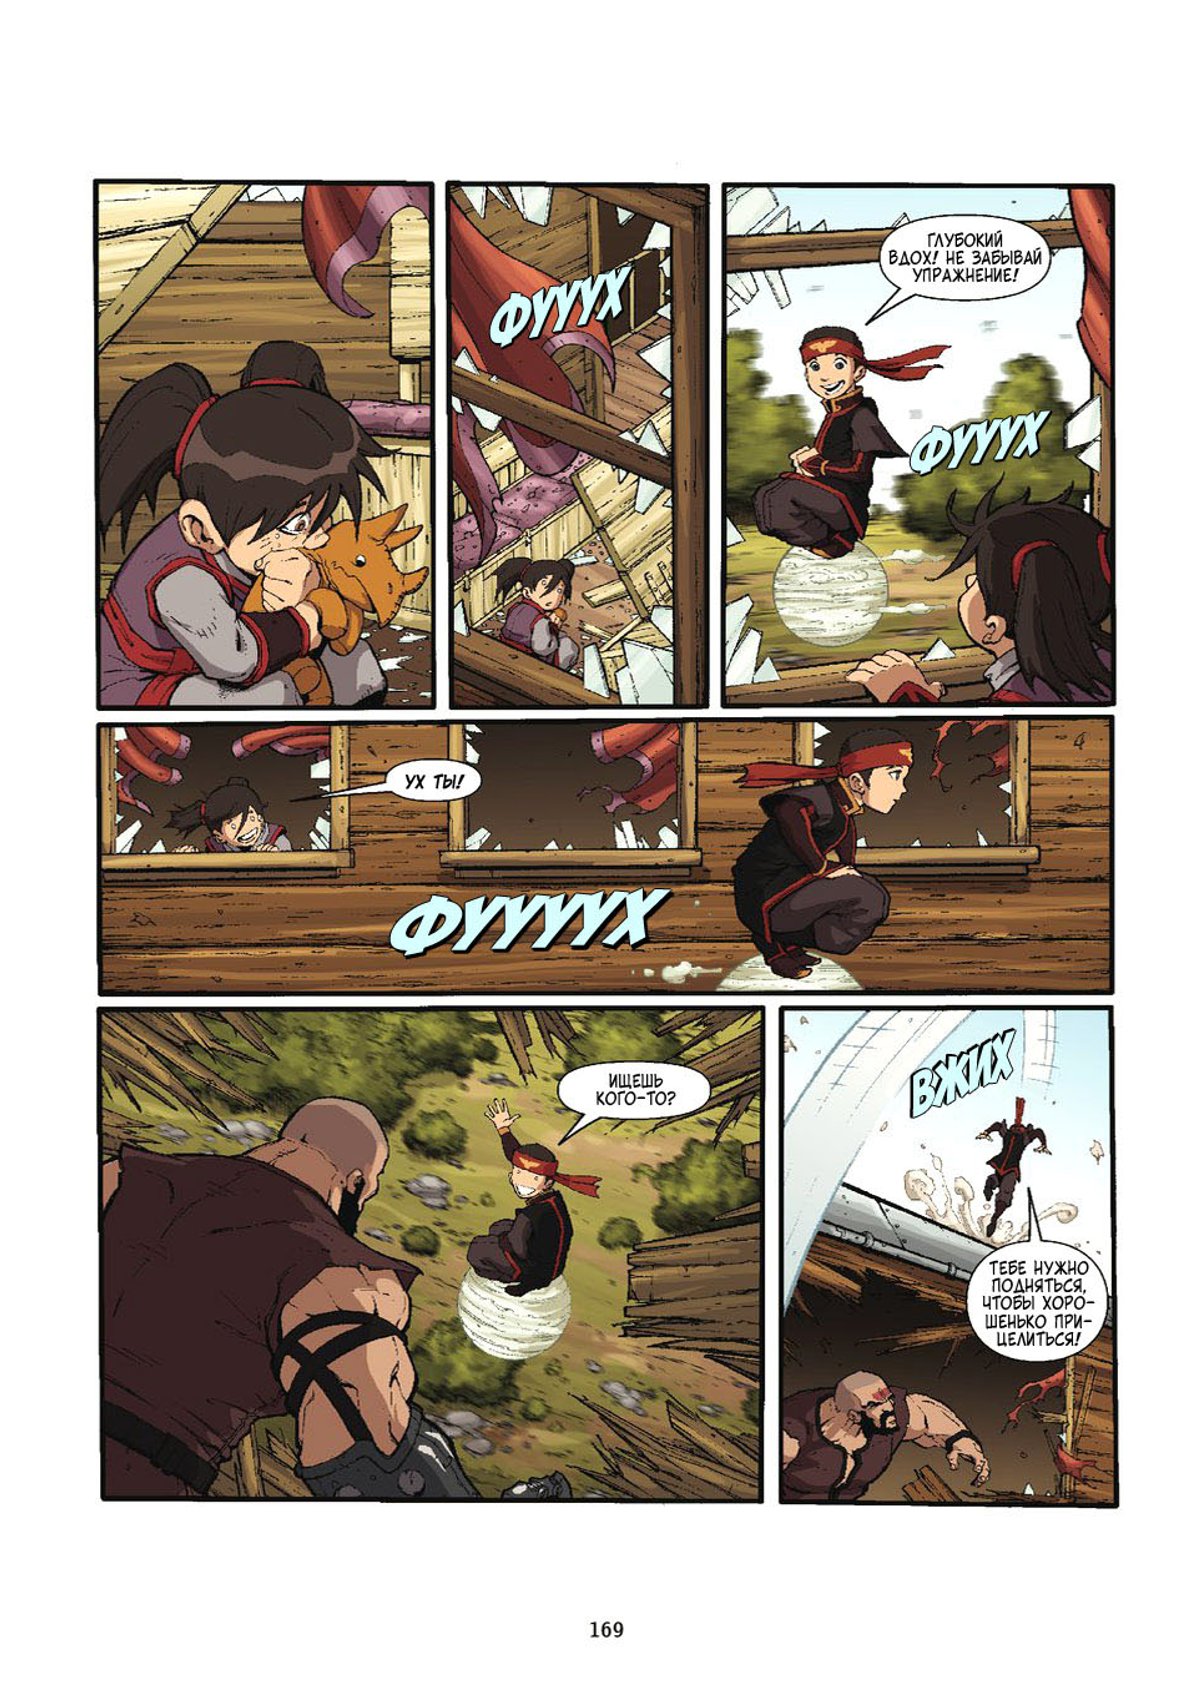 ФУУУХ
ГЛУБОКИЙ
ВДОХ! НЕ ЗАБЫВАЙ
УПРАЖНЕНИЕ!
ФУУУХ
УХ ТЫ!
ФУУУУХ
ИЩЕШЬ
КОГО-ТО?
ВЖИХ
ТЕБЕ НУЖНО
ПОДНЯТЬСЯ,
ЧТОБЫ ХОРО-
ШЕНЬКО ПРИ-
ЦЕЛИТЬСЯ!
169